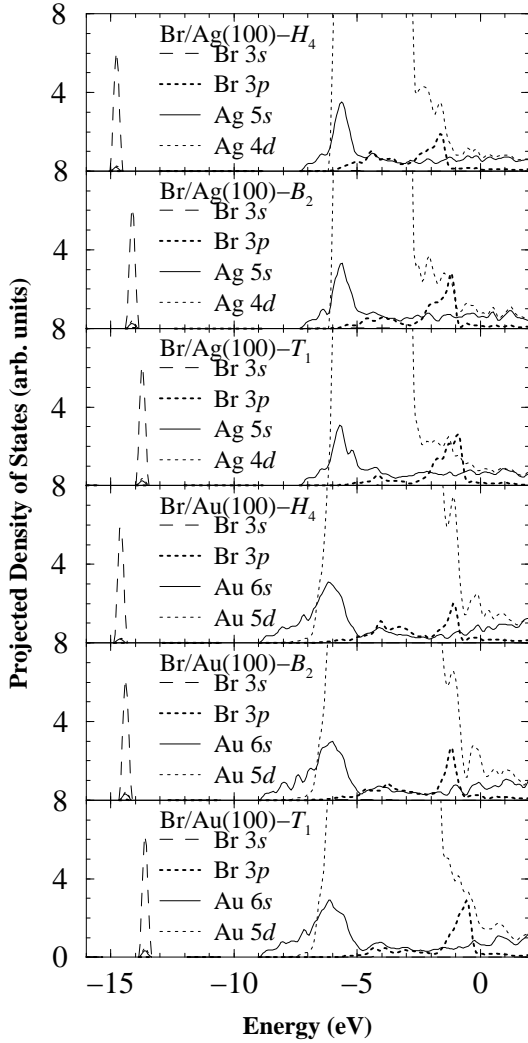 8
Br/Ag(100)−H4
Br 3s
4
Br 3p
Ag 5s
Ag 4d
8
Br/Ag(100)−B2
Br 3s
4
Br 3p
Ag 5s
Ag 4d
8
Br/Ag(100)−T1
Br 3s
4
Br 3p
Ag 5s
Ag 4d
8
Br/Au(100)−H4
Br 3s
4
Br 3p
Au 6s
Au 5d
8
Br/Au(100)−B2
Br 3s
4
Br 3p
Au 6s
Au 5d
8
Br/Au(100)−T1
Br 3s
4
Br 3p
Au 6s
Au 5d
0
−15 −10 −5 0
Energy (eV)
Projected Density of States (arb. units)